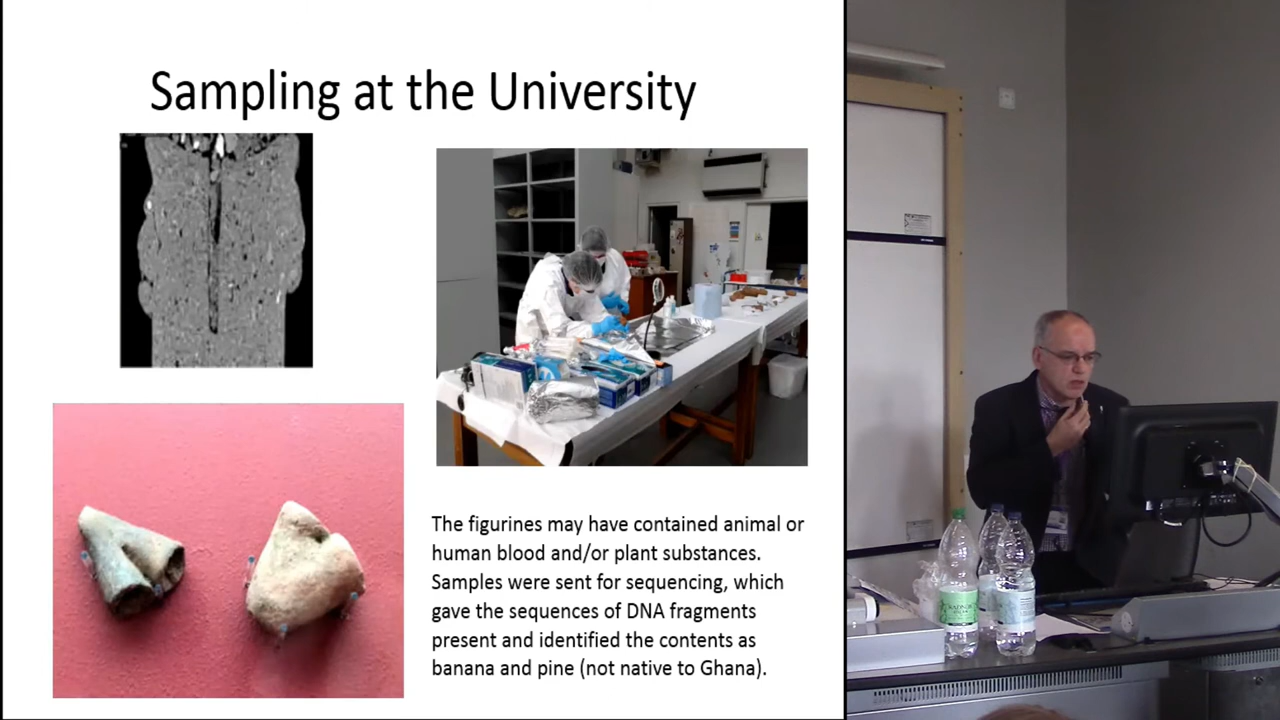 Sampling at the University
The figurines may have contained animal or
human blood and/or plant substances.
Samples were sent for sequencing, which
gave the sequences of DNA fragments
present and identified the contents as
banana and pine (not native to Ghana).